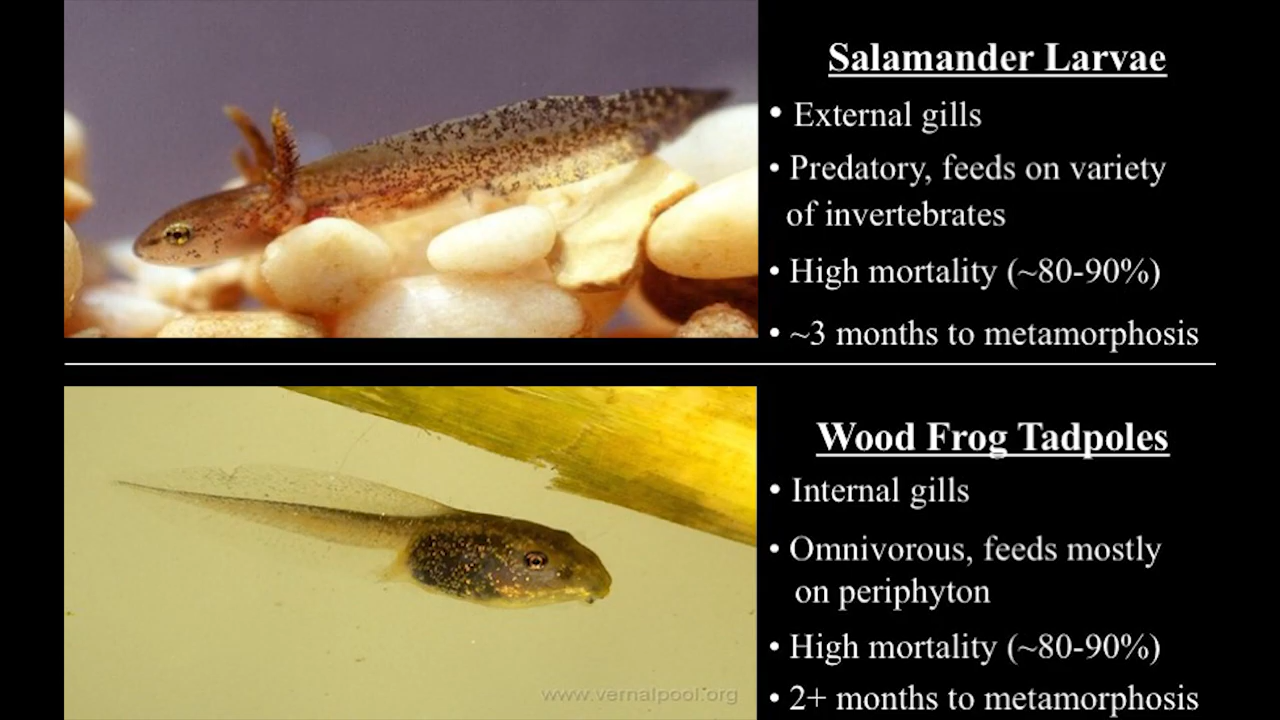 Salamander Larvae
• External gills
• Predatory, feeds on variety
of invertebrates
• High mortality (~80-90%)
• ~3 months to metamorphosis
Wood Frog Tadpoles
• Internal gills
• Omnivorous, feeds mostly
on periphyton
• High mortality (~80-90%)
• 2+ months to metamorphosis
www.vernalpool.org